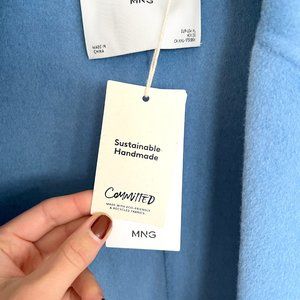 MNG
MADE IN
CHINA
Sustainable
Handmade
Committed
MADE WITH ECO-FRIENDLY
& RECYCLED FABRICS
MNG